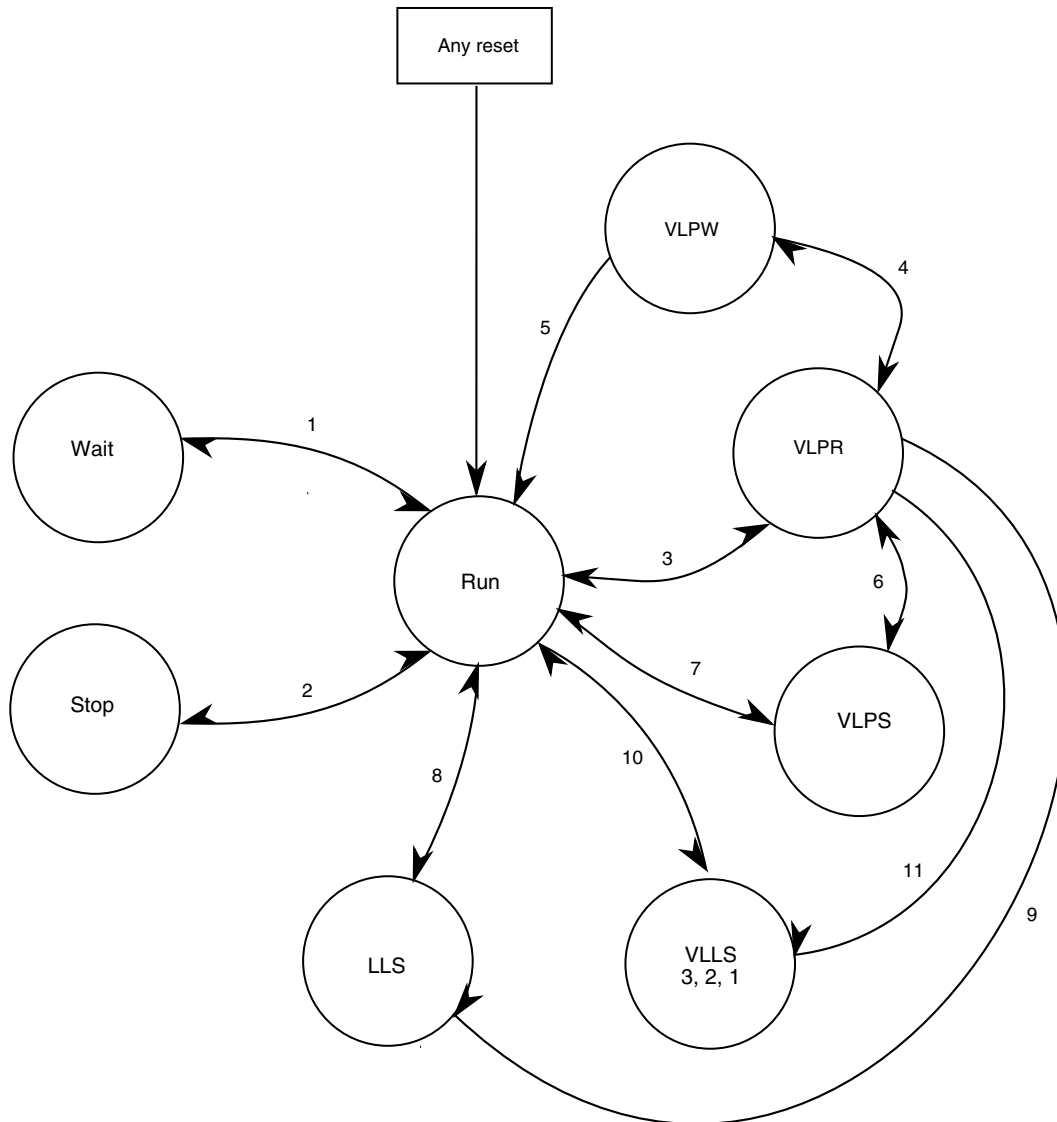 Any reset
VLPW
4
5
Wait
1
VLPR
3
Run
6
Stop
2
7
VLPS
8
10
11
9
LLS
VLLS
3, 2, 1